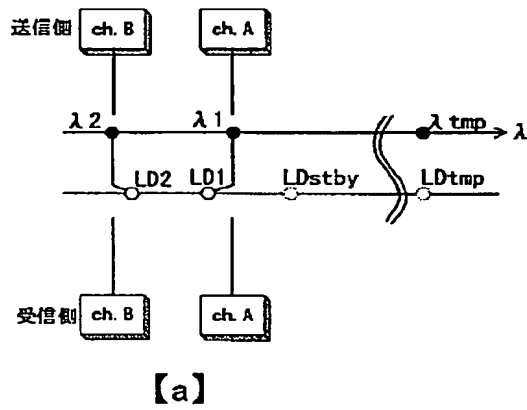 送信側 ch. B ch. A
λ2 λ1 λtmp λ
LD2 LD1 LDstby LDtmp
受信側 ch. B ch. A
【a】